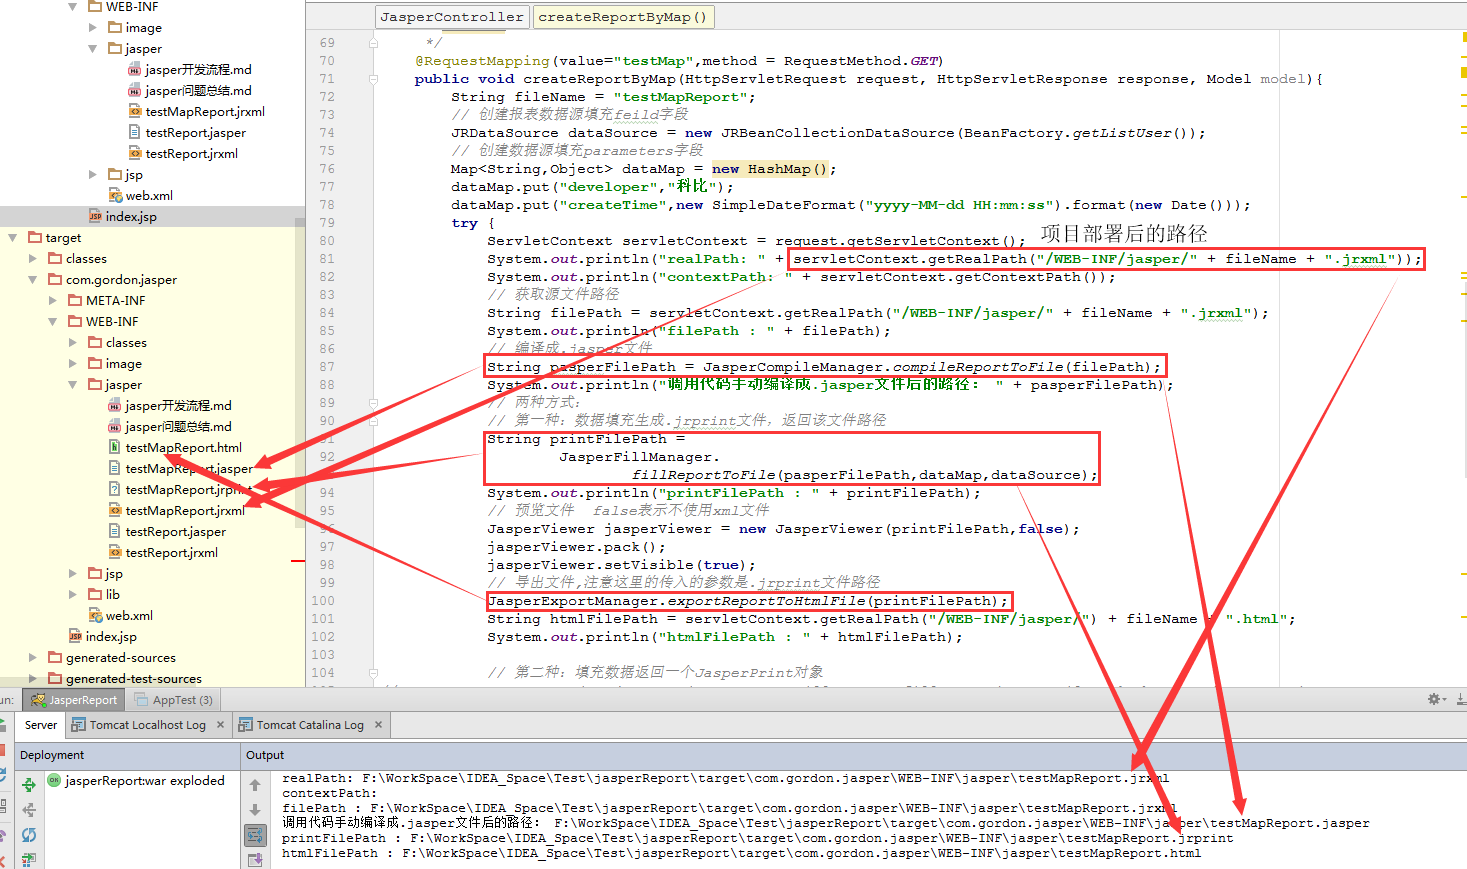 WEB-INF
image
jasper
jasper开发流程.md
jasper问题总结.md
testMapReport.jrxml
testReport.jasper
testReport.jrxml
jsp
web.xml
index.jsp
target
classes
com.gordon.jasper
META-INF
WEB-INF
classes
image
jasper
jasper开发流程.md
jasper问题总结.md
testMapReport.html
testMapReport.jasper
testMapReport.jrprint
testMapReport.jrxml
testReport.jasper
testReport.jrxml
jsp
lib
web.xml
index.jsp
generated-sources
generated-test-sources
JasperController createReportByMap()
69 */
70 @RequestMapping(value="testMap",method = RequestMethod.GET)
71 public void createReportByMap(HttpServletRequest request, HttpServletResponse response, Model model){
72 String fileName = "testMapReport";
73 // 创建报表数据源填充feild字段
74 JRDataSource dataSource = new JRBeanCollectionDataSource(BeanFactory.getListUser());
75 // 创建数据源填充parameters字段
76 Map<String,Object> dataMap = new HashMap();
77 dataMap.put("developer","科比");
78 dataMap.put("createTime",new SimpleDateFormat("yyyy-MM-dd HH:mm:ss").format(new Date()));
79 try {
80 ServletContext servletContext = request.getServletContext(); 项目部署后的路径
81 System.out.println("realPath: " + servletContext.getRealPath("/WEB-INF/jasper/" + fileName + ".jrxml"));
82 System.out.println("contextPath: " + servletContext.getContextPath());
83 // 获取源文件路径
84 String filePath = servletContext.getRealPath("/WEB-INF/jasper/" + fileName + ".jrxml");
85 System.out.println("filePath : " + filePath);
86 // 编译成.jasper文件
87 String pasperFilePath = JasperCompileManager.compileReportToFile(filePath);
88 System.out.println("调用代码手动编译成.jasper文件后的路径: " + pasperFilePath);
89 // 两种方式:
90 // 第一种: 数据填充生成.jrprint文件, 返回该文件路径
91 String printFilePath =
92 JasperFillManager.
fillReportToFile(pasperFilePath,dataMap,dataSource);
94 System.out.println("printFilePath : " + printFilePath);
95 // 预览文件 false表示不使用xml文件
96 JasperViewer jasperViewer = new JasperViewer(printFilePath,false);
97 jasperViewer.pack();
98 jasperViewer.setVisible(true);
99 // 导出文件,注意这里的传入的参数是.jrprint文件路径
100 JasperExportManager.exportReportToHtmlFile(printFilePath);
101 String htmlFilePath = servletContext.getRealPath("/WEB-INF/jasper/") + fileName + ".html";
102 System.out.println("htmlFilePath : " + htmlFilePath);
103
104 // 第二种: 填充数据返回一个JasperPrint对象
un: JasperReport AppTest (3)
Server Tomcat Localhost Log Tomcat Catalina Log
Deployment Output
jasperReport:war exploded
realPath: F:\WorkSpace\IDEA_Space\Test\jasperReport\target\com.gordon.jasper\WEB-INF\jasper\testMapReport.jrxml
contextPath:
filePath : F:\WorkSpace\IDEA_Space\Test\jasperReport\target\com.gordon.jasper\WEB-INF\jasper\testMapReport.jrxml
调用代码手动编译成.jasper文件后的路径: F:\WorkSpace\IDEA_Space\Test\jasperReport\target\com.gordon.jasper\WEB-INF\jasper\testMapReport.jasper
printFilePath : F:\WorkSpace\IDEA_Space\Test\jasperReport\target\com.gordon.jasper\WEB-INF\jasper\testMapReport.jrprint
htmlFilePath : F:\WorkSpace\IDEA_Space\Test\jasperReport\target\com.gordon.jasper\WEB-INF\jasper\testMapReport.html